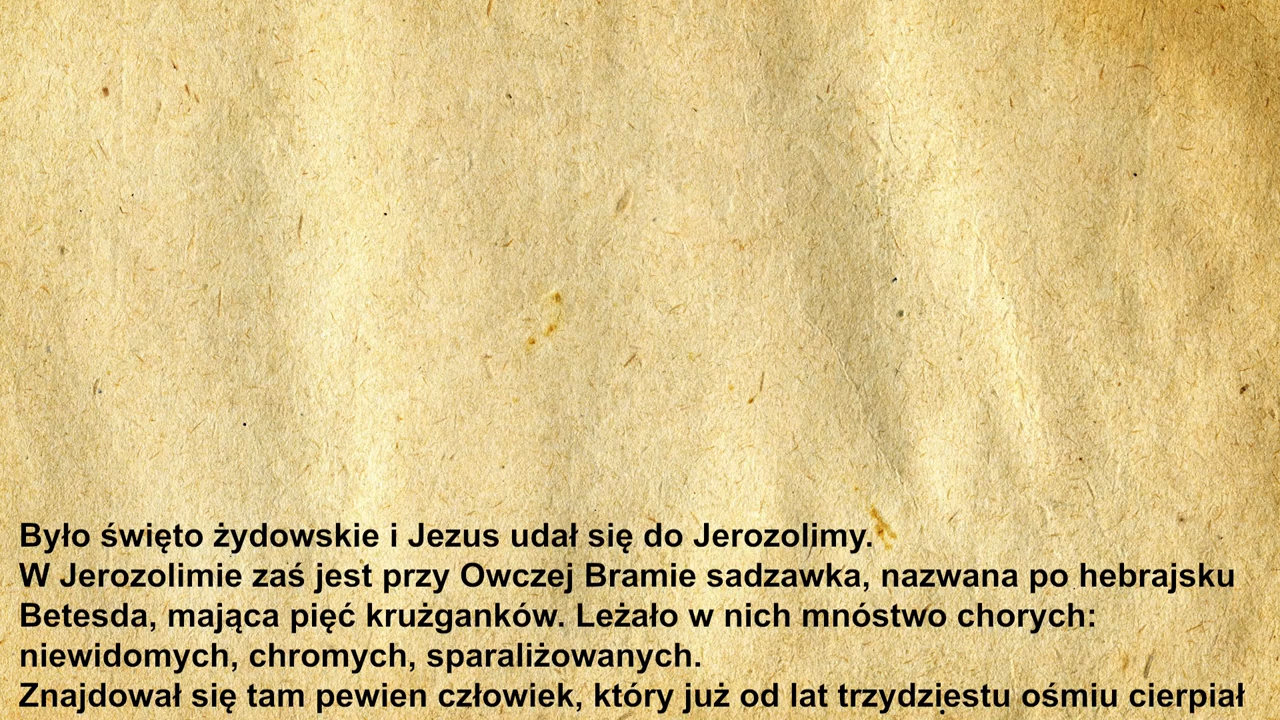 Było święto żydowskie i Jezus udał się do Jerozolimy.
W Jerozolimie zaś jest przy Owczej Bramie sadzawka, nazwana po hebrajsku
Betesda, mająca pięć krużganków. Leżało w nich mnóstwo chorych:
niewidomych, chromych, sparaliżowanych.
Znajdował się tam pewien człowiek, który już od lat trzydziestu ośmiu cierpiał